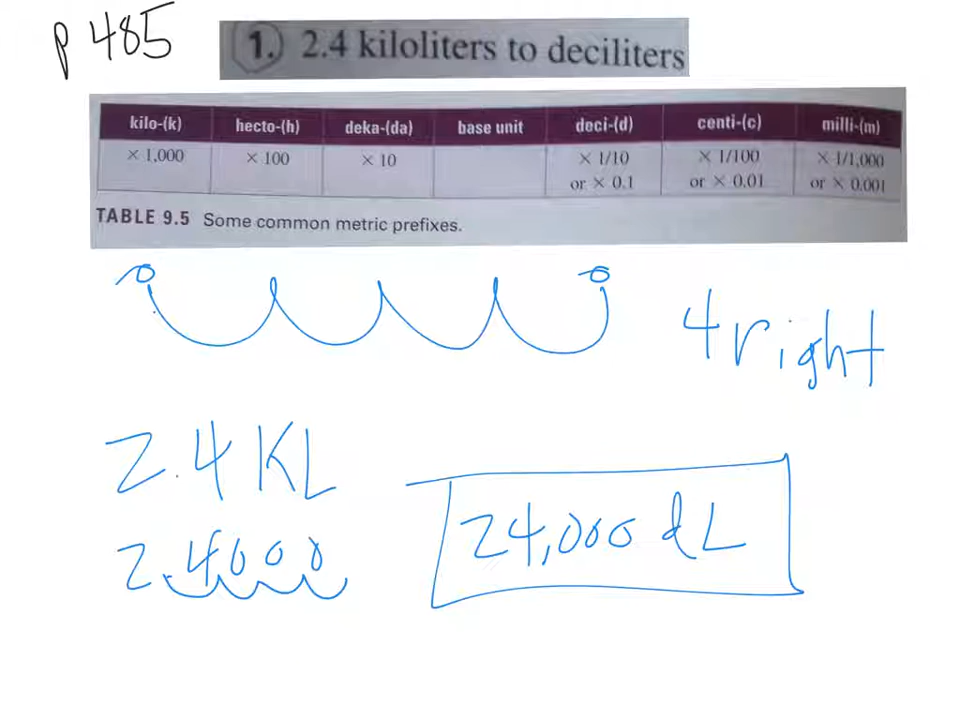 p 485
1. 2.4 kiloliters to deciliters
kilo-(k) hecto-(h) deka-(da) base unit deci-(d) centi-(c) milli-(m)
× 1,000 × 100 × 10 × 1/10 × 1/100 × 1/1,000
or × 0.1 or × 0.01 or × 0.001
TABLE 9.5 Some common metric prefixes.
4 right
2.4 KL
2.4000
24,000 dL